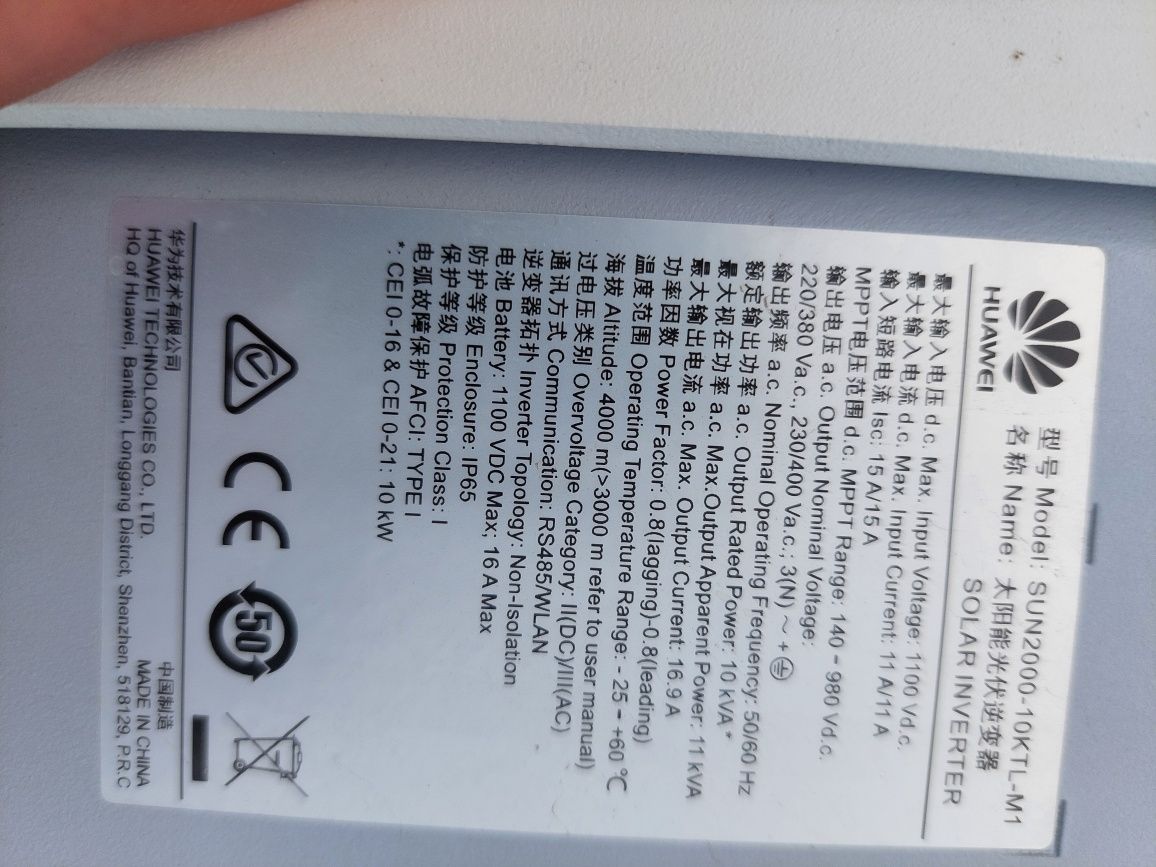 HUAWEI
型号 Model: SUN2000-10KTL-M1
名称 Name: 太阳能光伏逆变器
SOLAR INVERTER
最大输入电压 d.c. Max. Input Voltage: 1100 Vd.c.
最大输入电流 d.c. Max. Input Current: 11 A/11 A
输入短路电流 Isc: 15 A/15 A
MPPT电压范围 d.c. MPPT Range: 140 - 980 Vd.c.
输出电压 a.c. Output Nominal Voltage:
220/380 Va.c., 230/400 Va.c.; 3(N) ~ + ⏚
输出频率 a.c. Nominal Operating Frequency: 50/60 Hz
额定输出功率 a.c. Output Rated Power: 10 kVA *
最大视在功率 a.c. Max.Output Apparent Power: 11 kVA
最大输出电流 a.c. Max. Output Current: 16.9 A
功率因数 Power Factor: 0.8(lagging)-0.8(leading)
温度范围 Operating Temperature Range: - 25 - +60 ℃
海拔 Altitude: 4000 m(>3000 m refer to user manual)
过电压类别 Overvoltage Category: II(DC)/III(AC)
通讯方式 Communication: RS485/WLAN
逆变器拓扑 Inverter Topology: Non-Isolation
电池 Battery: 1100 VDC Max; 16 A Max
防护等级 Enclosure: IP65
保护等级 Protection Class: I
电弧故障保护 AFCI: TYPE I
*: CEI 0-16 & CEI 0-21: 10 kW
CE
50
华为技术有限公司
HUAWEI TECHNOLOGIES CO., LTD.
中国制造
MADE IN CHINA
HQ of Huawei, Bantian, Longgang District, Shenzhen, 518129, P.R.C